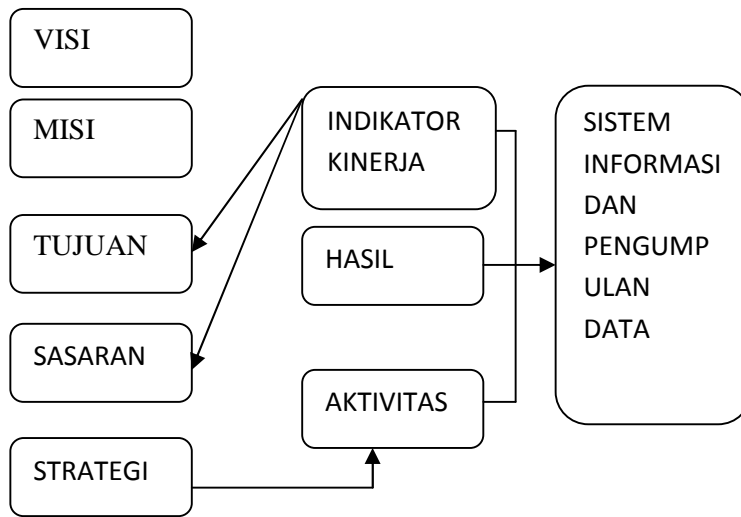 VISI
MISI
TUJUAN
SASARAN
STRATEGI
INDIKATOR
KINERJA
HASIL
AKTIVITAS
SISTEM
INFORMASI
DAN
PENGUMP
ULAN
DATA